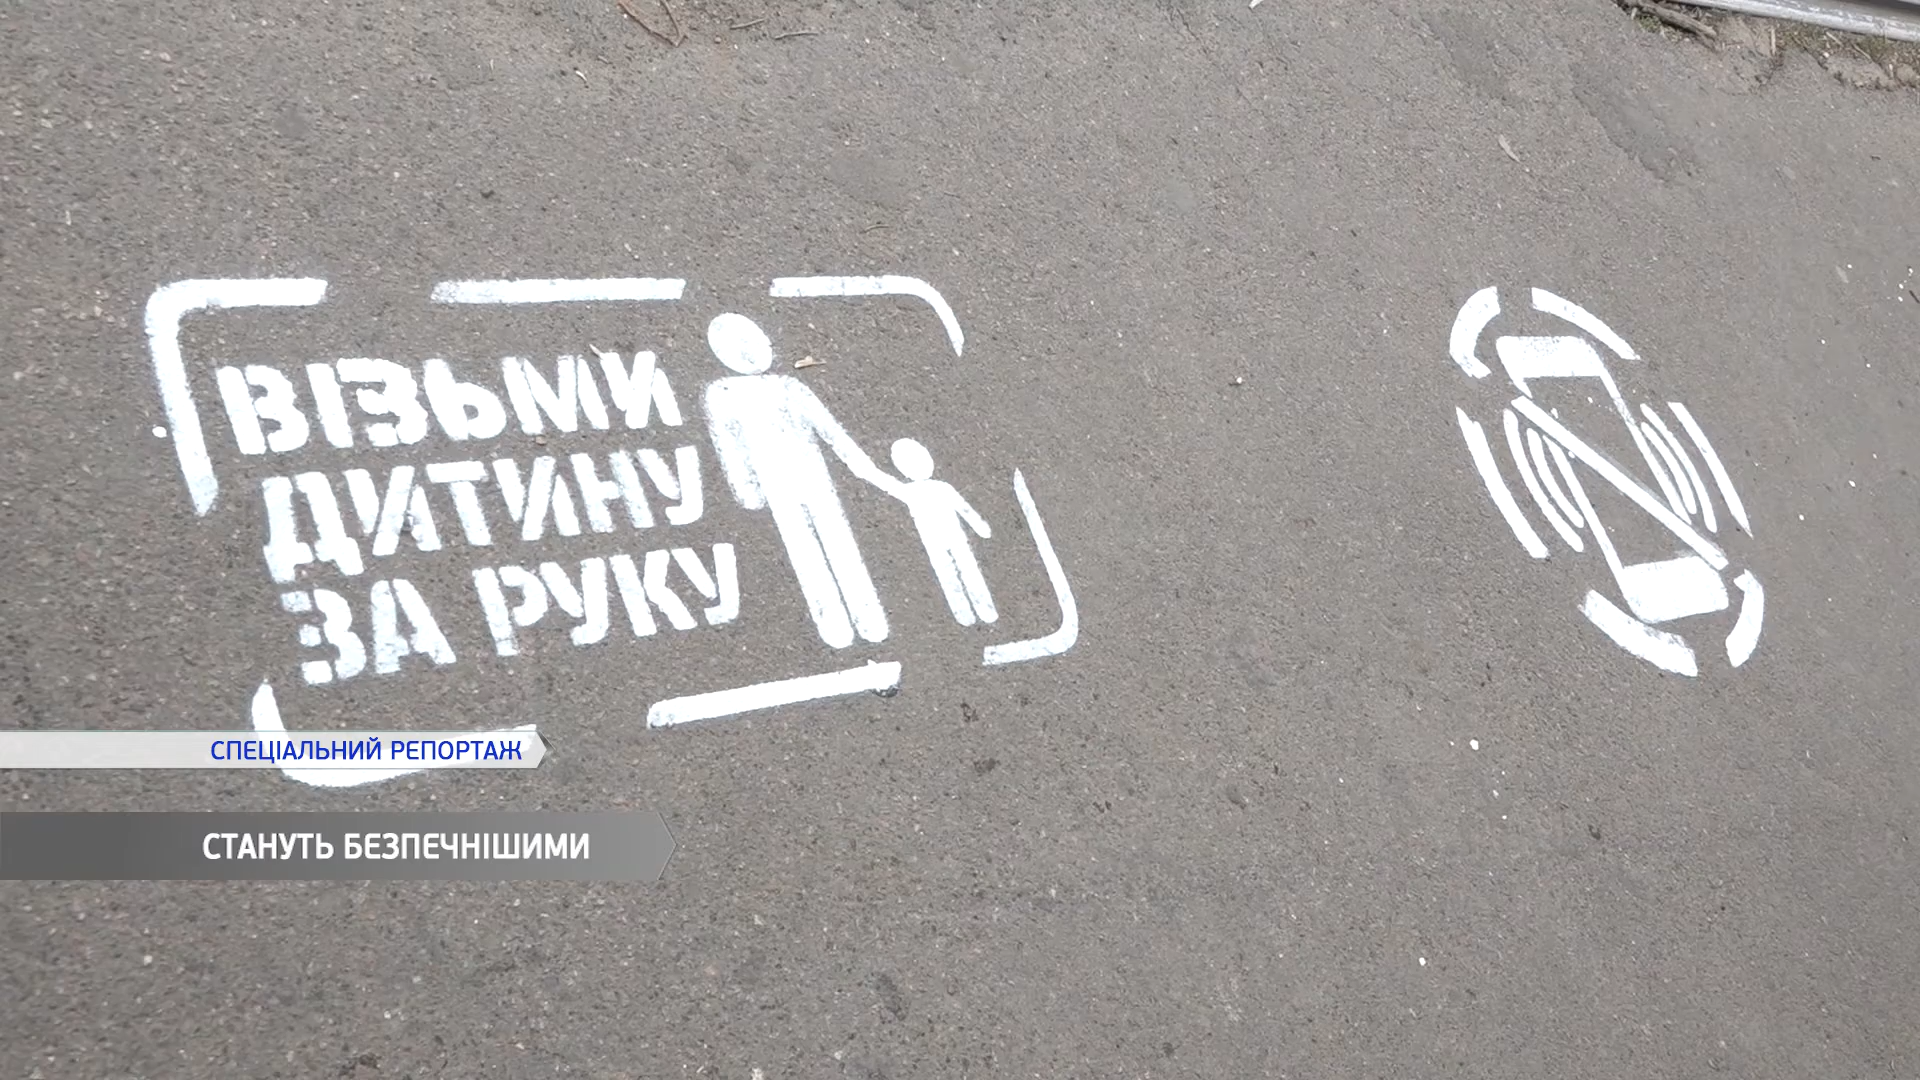 ВІЗЬМИ
ДИТИНУ
ЗА РУКУ
СПЕЦІАЛЬНИЙ РЕПОРТАЖ
СТАНУТЬ БЕЗПЕЧНІШИМИ